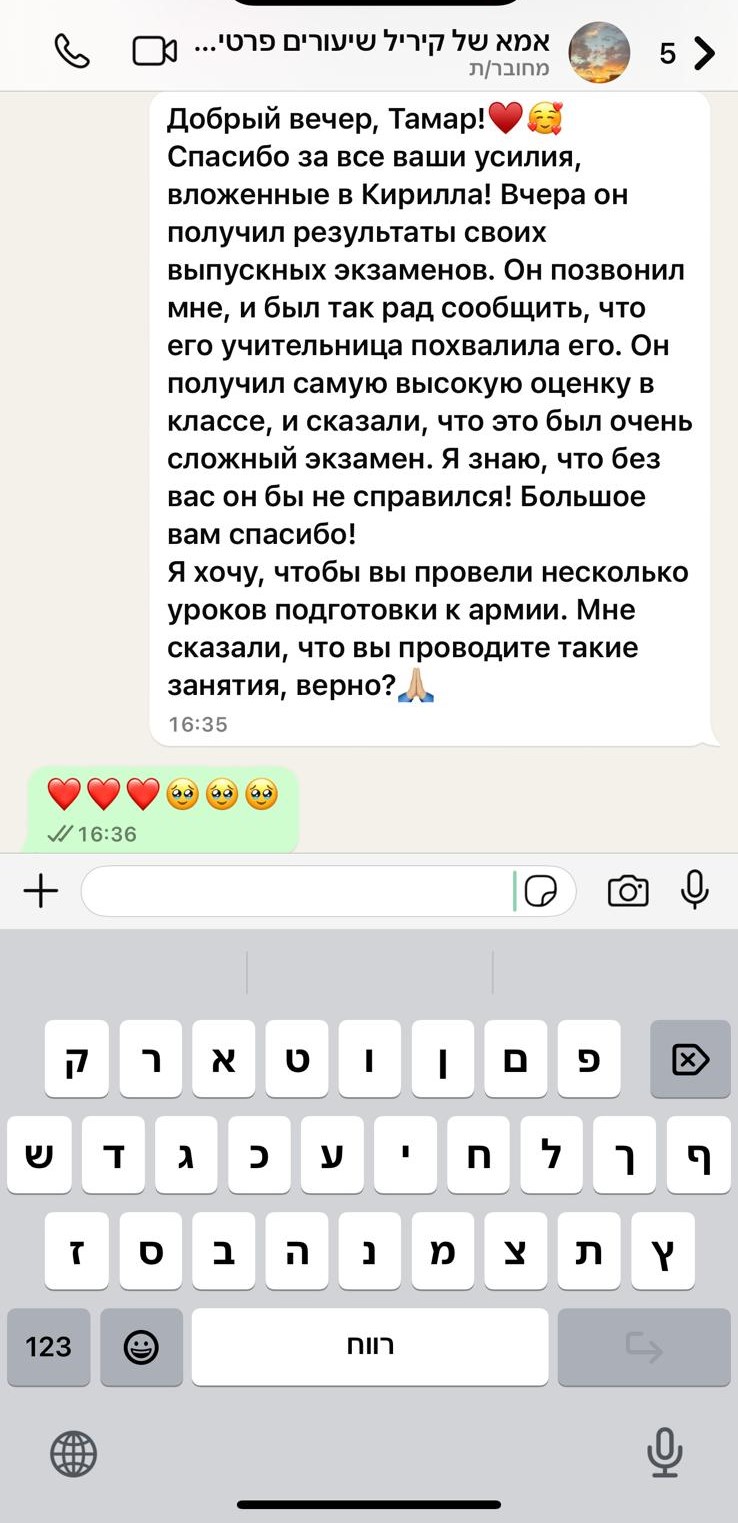 אמא של קיריל שיעורים פרטי...
5
מחובר/ת
Добрый вечер, Тамар!♥️🥰
Спасибо за все ваши усилия,
вложенные в Кирилла! Вчера он
получил результаты своих
выпускных экзаменов. Он позвонил
мне, и был так рад сообщить, что
его учительница похвалила его. Он
получил самую высокую оценку в
классе, и сказали, что это был очень
сложный экзамен. Я знаю, что без
вас он бы не справился! Большое
вам спасибо!
Я хочу, чтобы вы провели несколько
уроков подготовки к армии. Мне
сказали, что вы проводите такие
занятия, верно?🙏🏼
16:35
❤️❤️❤️🥹🥹🥹
16:36
ק ר א ט ו ן ם פ
ש ד ג כ ע י ח ל ך ף
ז ס ב ה נ מ צ ת ץ
123 רווח